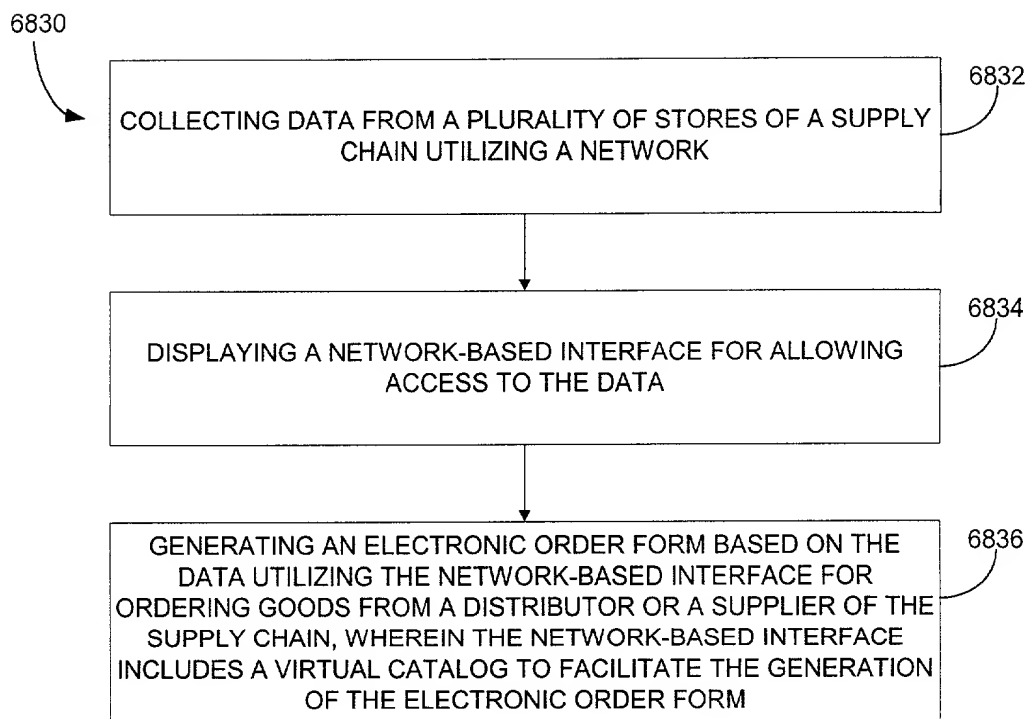 6830
6832
COLLECTING DATA FROM A PLURALITY OF STORES OF A SUPPLY
CHAIN UTILIZING A NETWORK
6834
DISPLAYING A NETWORK-BASED INTERFACE FOR ALLOWING
ACCESS TO THE DATA
6836
GENERATING AN ELECTRONIC ORDER FORM BASED ON THE
DATA UTILIZING THE NETWORK-BASED INTERFACE FOR
ORDERING GOODS FROM A DISTRIBUTOR OR A SUPPLIER OF THE
SUPPLY CHAIN, WHEREIN THE NETWORK-BASED INTERFACE
INCLUDES A VIRTUAL CATALOG TO FACILITATE THE GENERATION
OF THE ELECTRONIC ORDER FORM